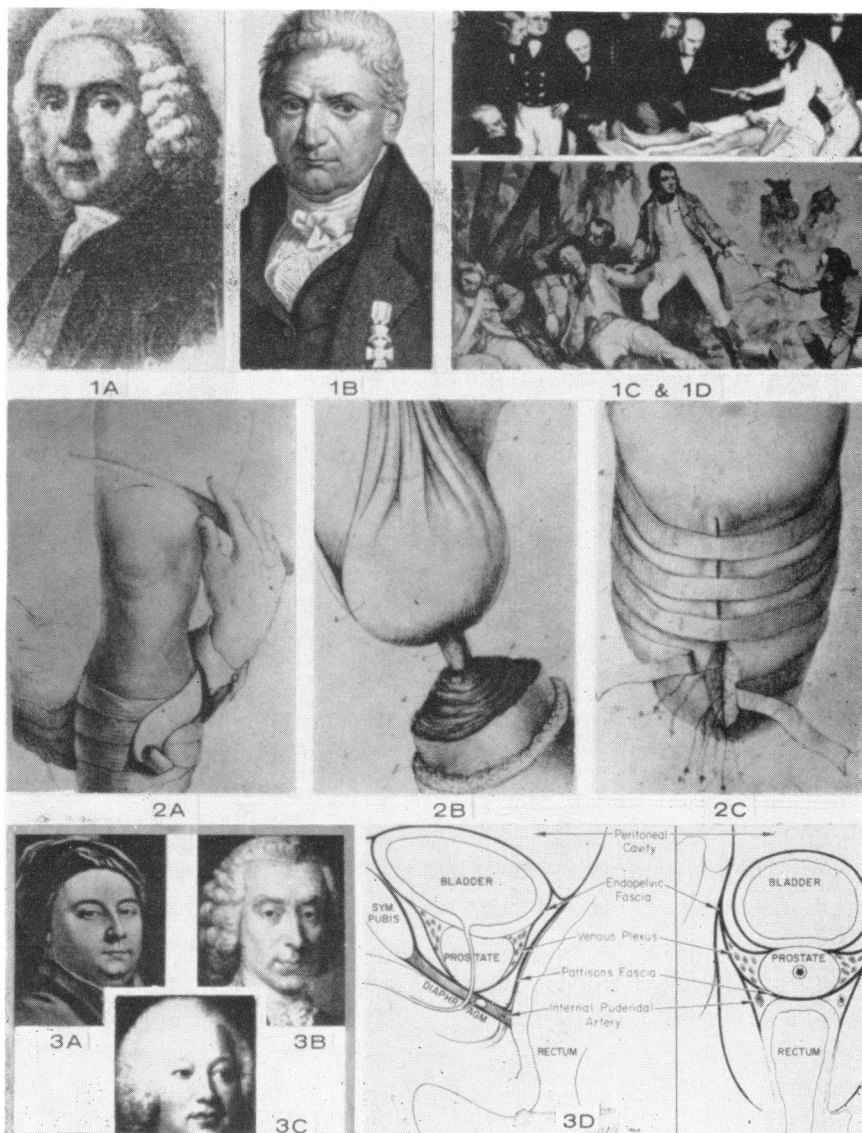 1A
1B
1C & 1D
2A
2B
2C
3A
3B
3C
Peritoneal
Cavity
BLADDER
Endopelvic
Fascia
SYM
PUBIS
Venous Plexus
PROSTATE
Pattisons Fascia
DIAPHRAGM
Internal Pudendal
Artery
RECTUM
3D
BLADDER
PROSTATE
RECTUM